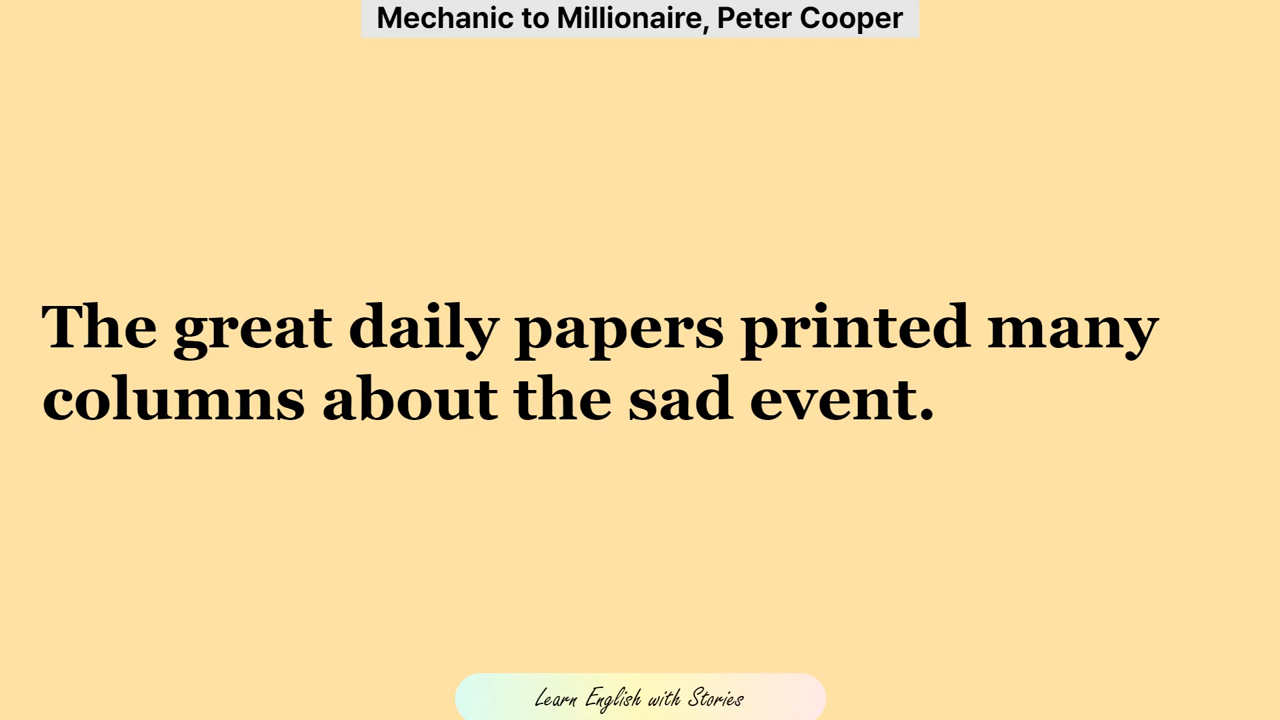 Mechanic to Millionaire, Peter Cooper
The great daily papers printed many
columns about the sad event.
Learn English with Stories